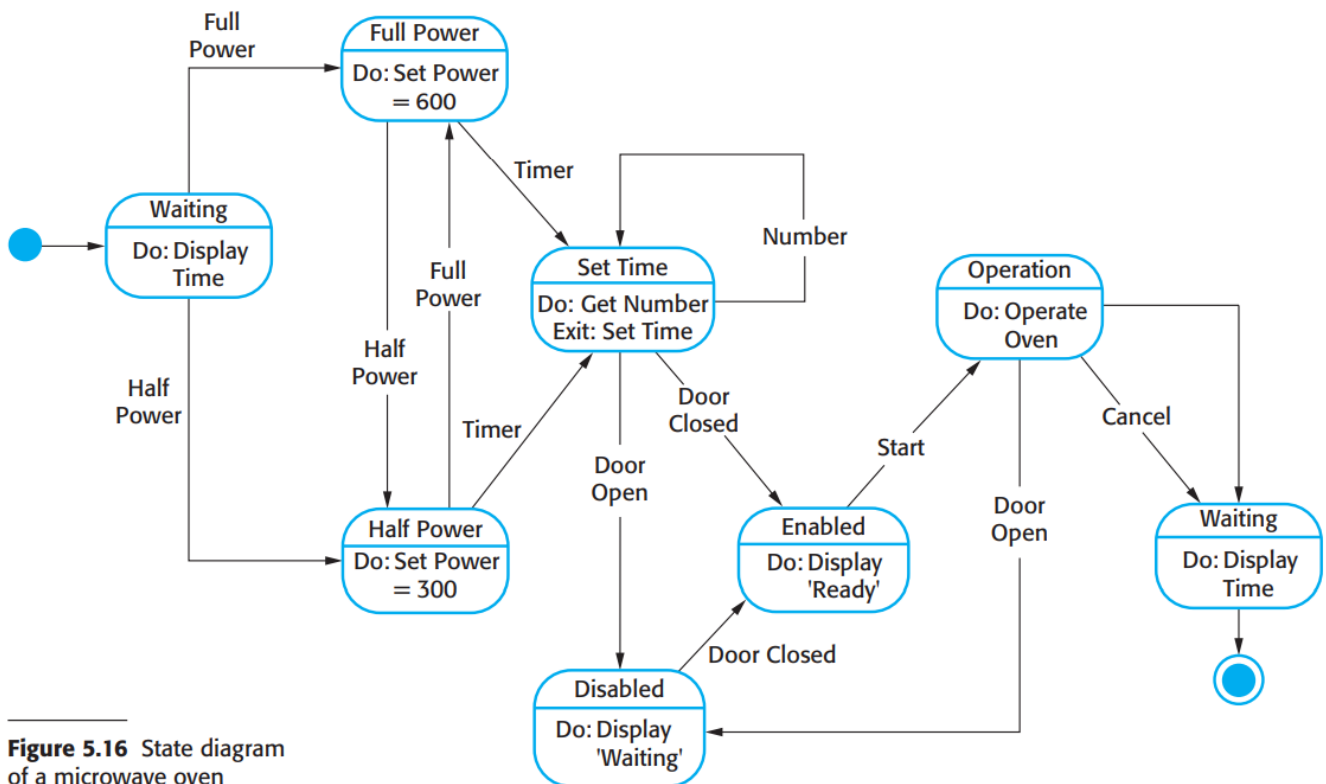 Full
Power
Full Power
Do: Set Power
= 600
Timer
Waiting
Do: Display
Time
Number
Full
Power
Set Time
Do: Get Number
Exit: Set Time
Operation
Do: Operate
Oven
Half
Power
Half
Power
Door
Closed
Cancel
Timer
Start
Door
Open
Door
Open
Half Power
Do: Set Power
= 300
Enabled
Do: Display
'Ready'
Waiting
Do: Display
Time
Door Closed
Disabled
Do: Display
'Waiting'
Figure 5.16 State diagram
of a microwave oven